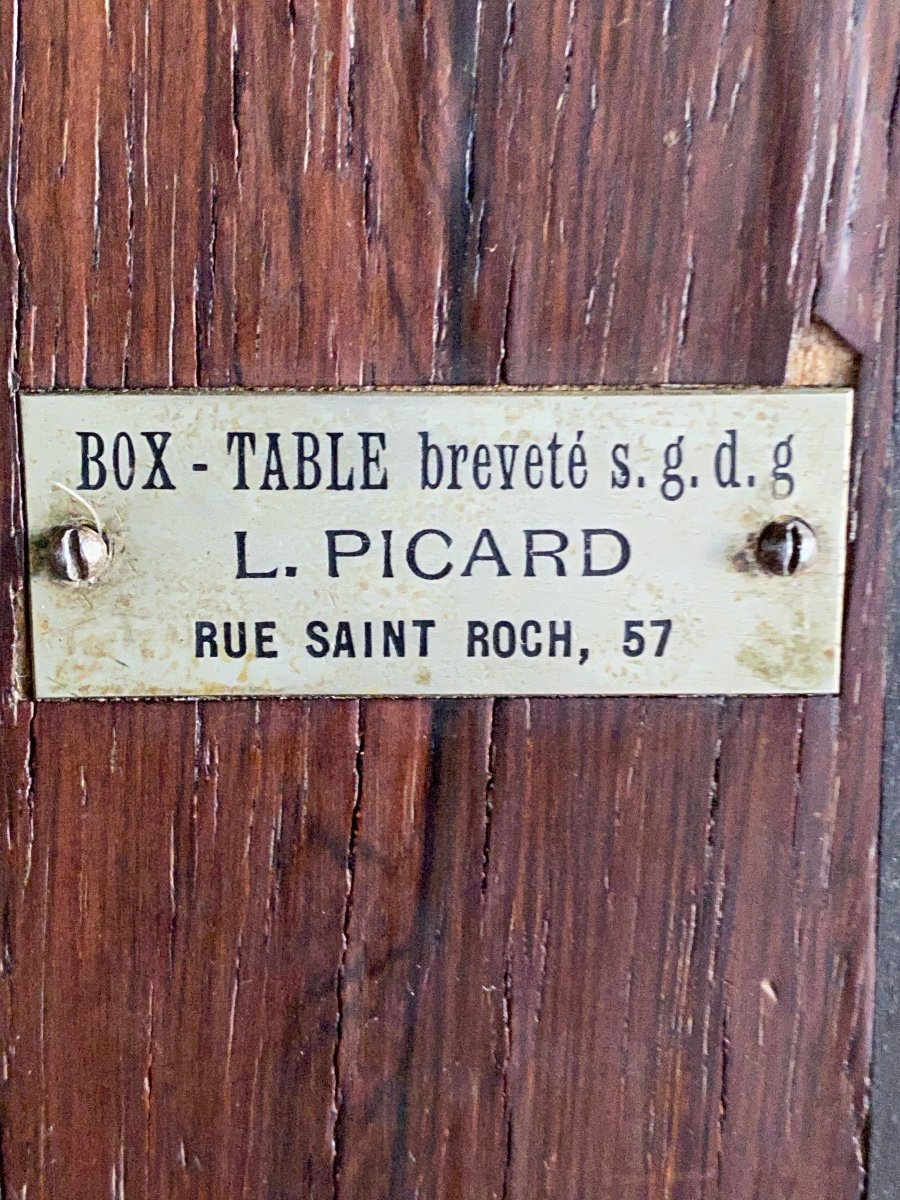 BOX - TABLE breveté s. g. d. g
L. PICARD
RUE SAINT ROCH, 57